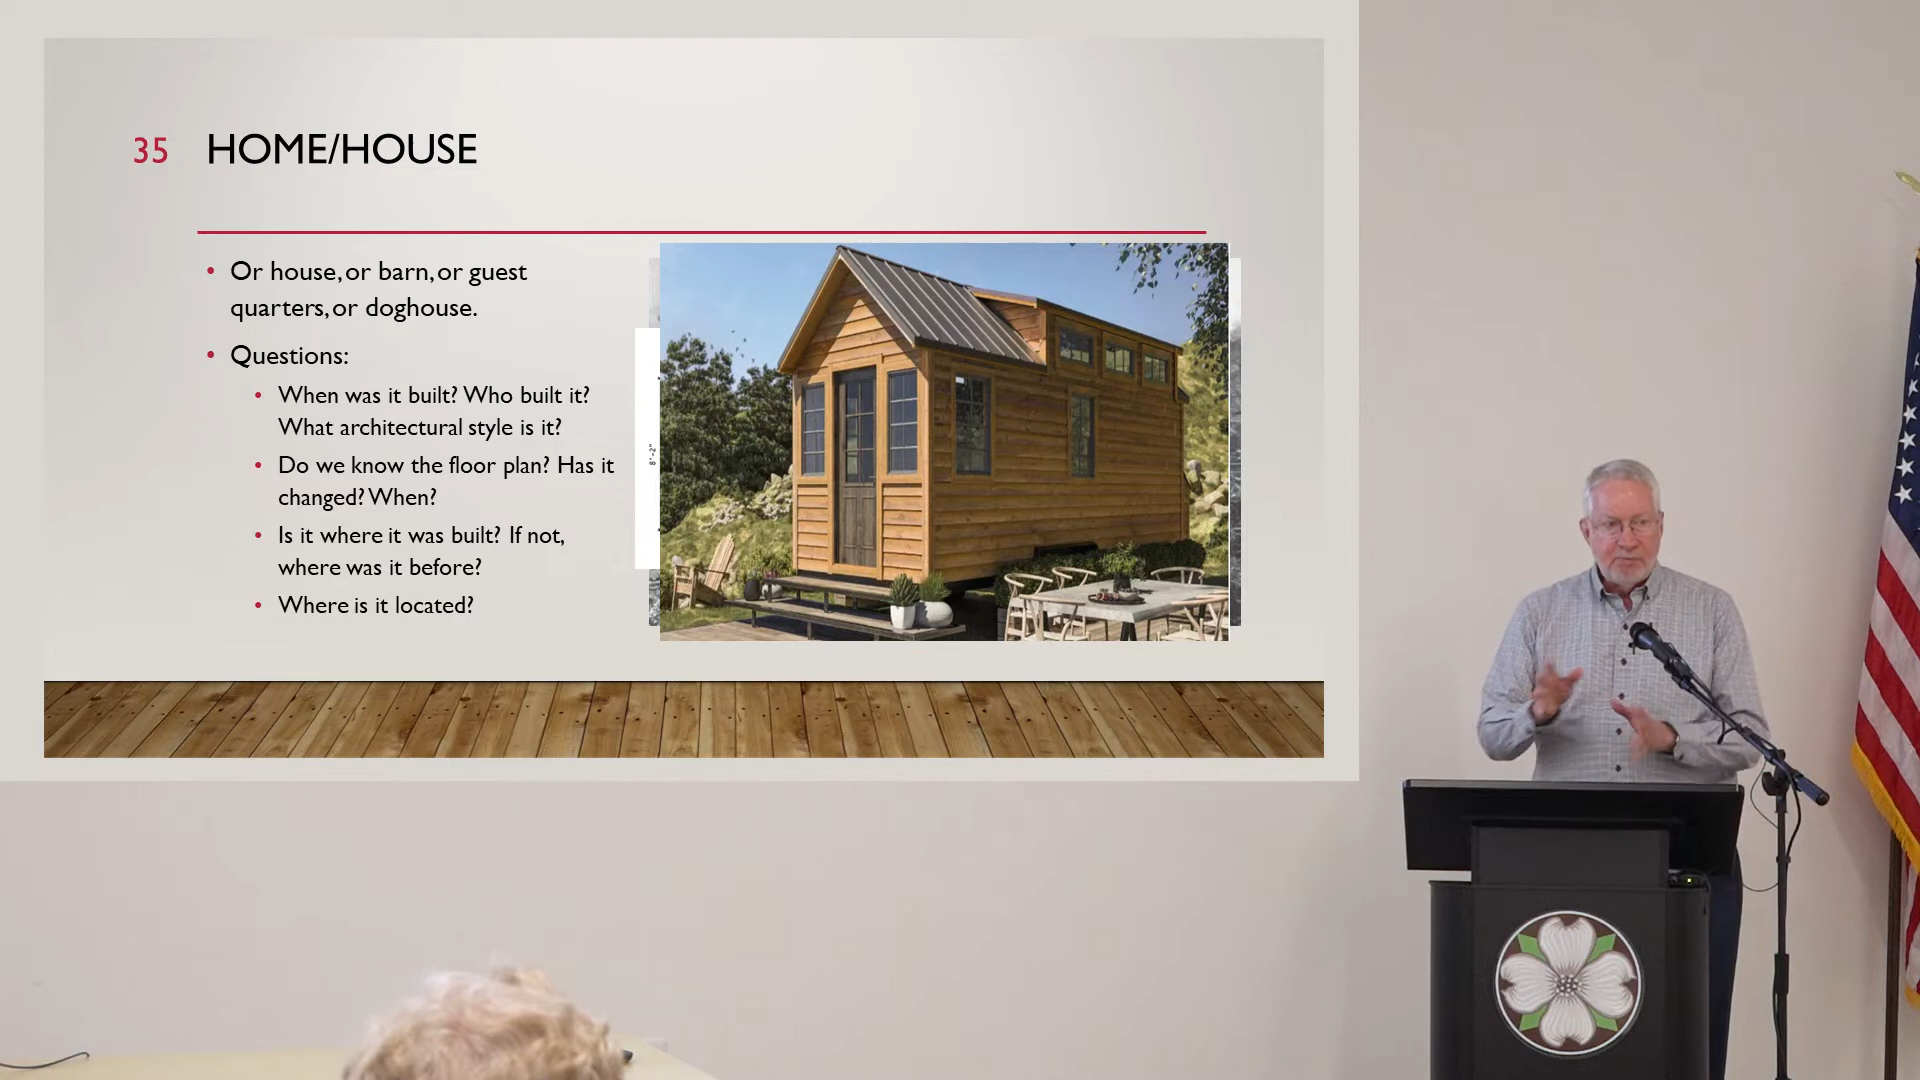 35 HOME/HOUSE
• Or house, or barn, or guest
quarters, or doghouse.
• Questions:
• When was it built? Who built it?
What architectural style is it?
• Do we know the floor plan? Has it
changed? When?
• Is it where it was built? If not,
where was it before?
• Where is it located?
8'-2"